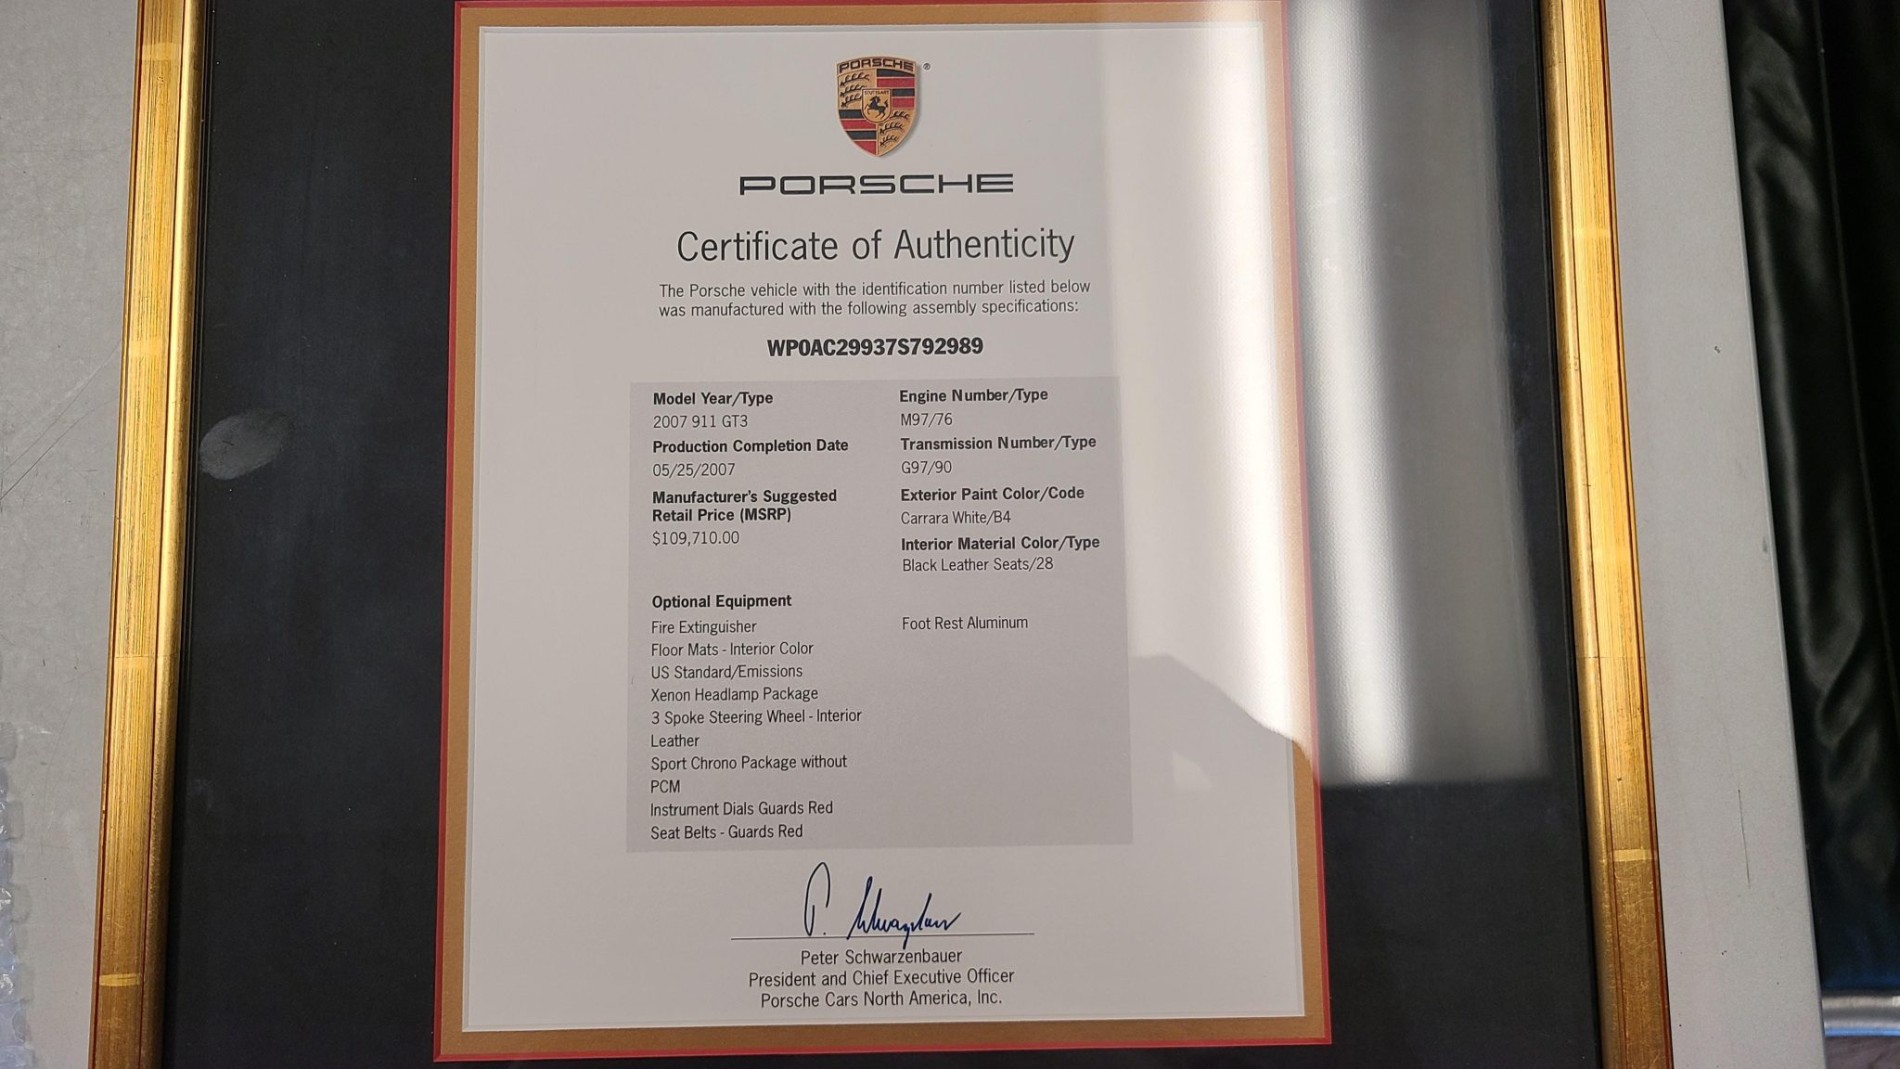 PORSCHE
STUTTGART
®
PORSCHE
Certificate of Authenticity
The Porsche vehicle with the identification number listed below
was manufactured with the following assembly specifications:
WP0AC29937S792989
Model Year/Type
2007 911 GT3
Production Completion Date
05/25/2007
Manufacturer's Suggested
Retail Price (MSRP)
$109,710.00
Engine Number/Type
M97/76
Transmission Number/Type
G97/90
Exterior Paint Color/Code
Carrara White/B4
Interior Material Color/Type
Black Leather Seats/28
Optional Equipment
Fire Extinguisher
Floor Mats - Interior Color
US Standard/Emissions
Xenon Headlamp Package
3 Spoke Steering Wheel - Interior
Leather
Sport Chrono Package without
PCM
Instrument Dials Guards Red
Seat Belts - Guards Red
Foot Rest Aluminum
Peter Schwarzenbauer
President and Chief Executive Officer
Porsche Cars North America, Inc.